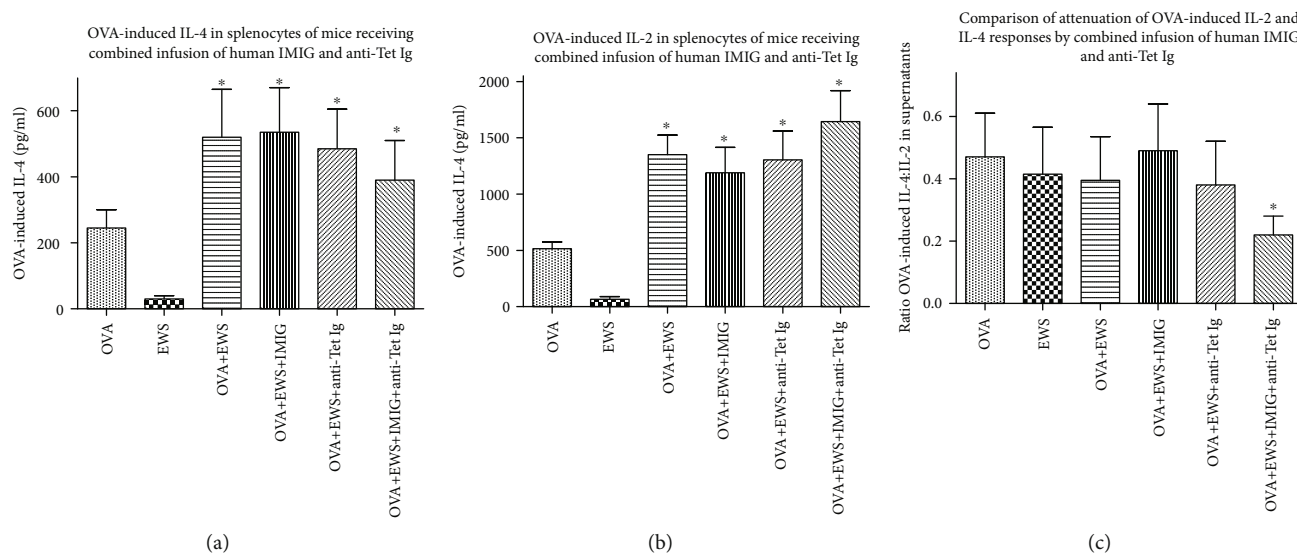 OVA-induced IL-4 in splenocytes of mice receiving
combined infusion of human IMIG and anti-Tet Ig
OVA-induced IL-4 (pg/ml)
600
400
200
0
*
*
*
*
OVA
EWS
OVA+EWS
OVA+EWS+IMIG
OVA+EWS+anti-Tet Ig
OVA+EWS+IMIG+anti-Tet Ig
(a)
OVA-induced IL-2 in splenocytes of mice receiving
combined infusion of human IMIG and anti-Tet Ig
OVA-induced IL-4 (pg/ml)
2000
1500
1000
500
0
*
*
*
*
OVA
EWS
OVA+EWS
OVA+EWS+IMIG
OVA+EWS+anti-Tet Ig
OVA+EWS+IMIG+anti-Tet Ig
(b)
Comparison of attenuation of OVA-induced IL-2 and
IL-4 responses by combined infusion of human IMIG
and anti-Tet Ig
Ratio OVA-induced IL-4:IL-2 in supernatants
0.6
0.4
0.2
0.0
*
OVA
EWS
OVA+EWS
OVA+EWS+IMIG
OVA+EWS+anti-Tet Ig
OVA+EWS+IMIG+anti-Tet Ig
(c)